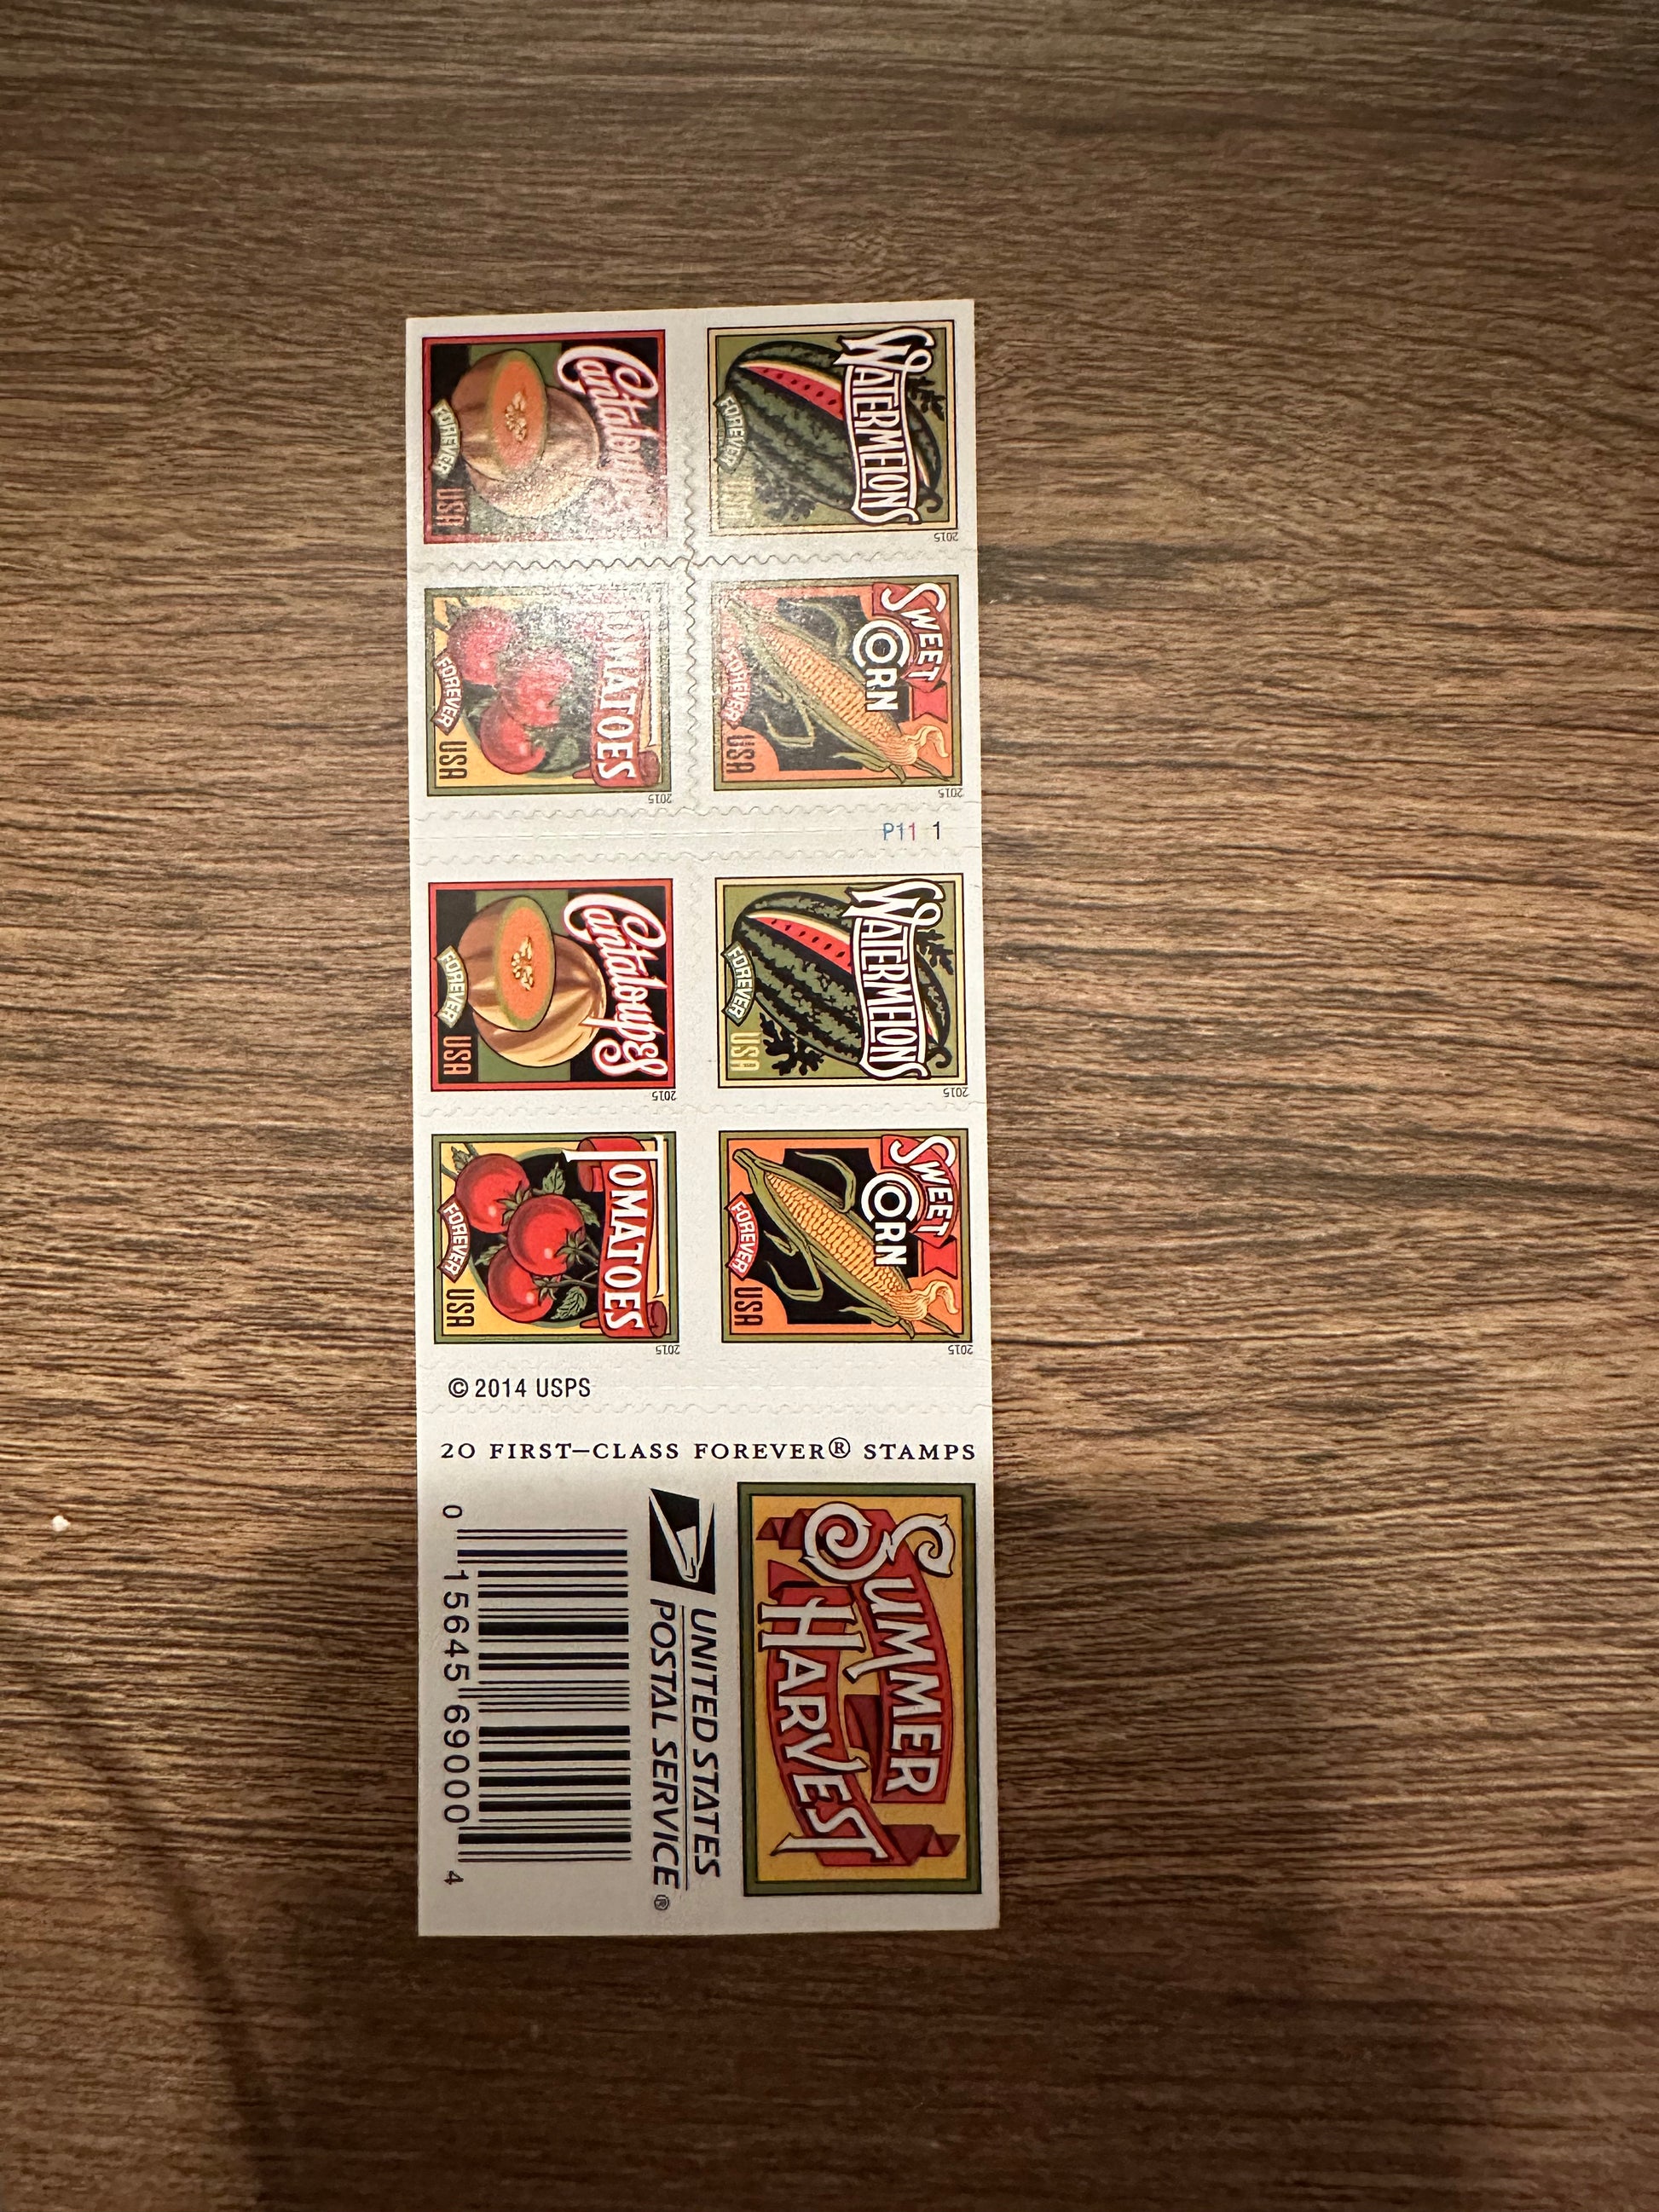 Cantaloupes
FOREVER
USA
WATERMELONS
FOREVER
USA
2015
TOMATOES
FOREVER
USA
2015
SWEET
CORN
FOREVER
USA
2015
P11 1
Cantaloupes
FOREVER
USA
2015
WATERMELONS
FOREVER
USA
2015
TOMATOES
FOREVER
USA
2015
SWEET
CORN
FOREVER
USA
2015
© 2014 USPS
20 FIRST–CLASS FOREVER® STAMPS
SUMMER
HARVEST
UNITED STATES
POSTAL SERVICE®
0 15645 69000 4